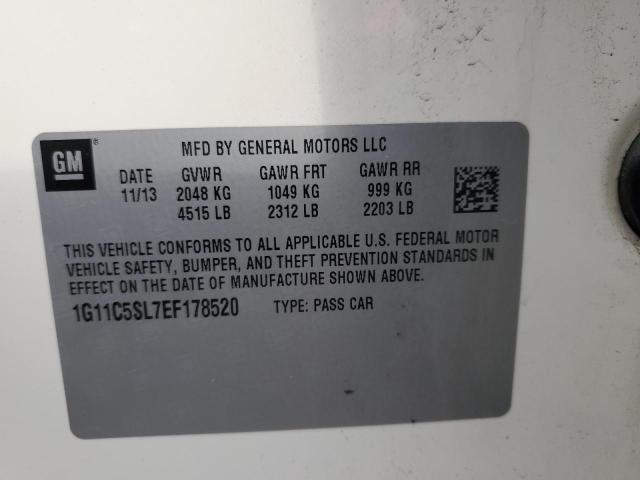 GM ®
MFD BY GENERAL MOTORS LLC
DATE GVWR GAWR FRT GAWR RR
11/13 2048 KG 1049 KG 999 KG
4515 LB 2312 LB 2203 LB
THIS VEHICLE CONFORMS TO ALL APPLICABLE U.S. FEDERAL MOTOR
VEHICLE SAFETY, BUMPER, AND THEFT PREVENTION STANDARDS IN
EFFECT ON THE DATE OF MANUFACTURE SHOWN ABOVE.
1G11C5SL7EF178520 TYPE: PASS CAR